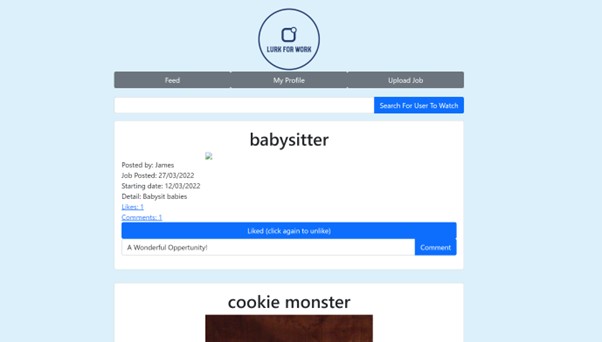 LURK FOR WORK
Feed My Profile Upload Job
Search For User To Watch
babysitter
Posted by: James
Job Posted: 27/03/2022
Starting date: 12/03/2022
Detail: Babysit babies
Likes: 1
Comments: 1
Liked (click again to unlike)
A Wonderful Oppertunity! Comment
cookie monster